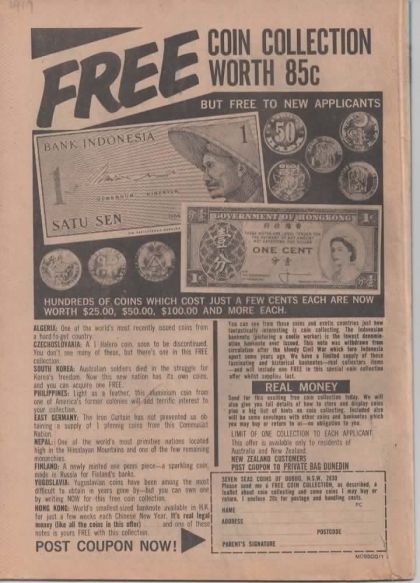 FREE COIN COLLECTION
WORTH 85c
BUT FREE TO NEW APPLICANTS
BANK INDONESIA
1
1
SATU SEN
50
GOVERNMENT OF HONGKONG
1¢
ONE CENT
HUNDREDS OF COINS WHICH COST JUST A FEW CENTS EACH ARE NOW
WORTH $25.00, $50.00, $100.00 AND MORE EACH.
ALGERIA: One of the world's most recently issued coins from
a hard-to-get country.
CZECHOSLOVAKIA: A 1 Halero coin, soon to be discontinued.
You don't see many of these, but there's one in this FREE
collection.
SOUTH KOREA: Australian soldiers died in the struggle for
Korea's freedom. Now this new nation has its own coins,
and you can acquire one FREE.
PHILIPPINES: Light as a feather, this aluminium coin from
one of America's former colonies will add terrific interest to
your collection.
EAST GERMANY: The Iron Curtain has not prevented us ob-
taining a supply of 1 pfennig coins from this Communist
Nation.
NEPAL: One of the world's most primitive nations located
high in the Himalayan Mountains and one of the few remaining
monarchies.
FINLAND: A newly minted one penni piece—a sparkling coin,
made in Russia for Finland's banks.
YUGOSLAVIA: Yugoslavian coins have been among the most
difficult to obtain in years gone by—but you can own one
by writing NOW for this free coin collection.
HONG KONG: World's smallest-sized banknote available in H.K.
for just a few weeks each Chinese New Year. It's real legal
money (like all the coins in this offer) and one of these
notes is yours FREE with this collection.
POST COUPON NOW!
You can see from these coins and exotic countries just how
fantastically interesting is coin collecting. The Indonesian
banknote (picturing a coolie worker) is the lowest denomin-
ation banknote ever issued. This note was withdrawn from
circulation after the bloody Civil War which tore Indonesia
apart some years ago. We have a limited supply of these
fascinating and historical banknotes—real collectors items
—and will include one FREE in this special coin collection
offer whilst supplies last.
REAL MONEY
Send for this exciting free coin collection today. We will
also give you full details of how to store and display coins
plus a big list of hints on coin collecting. Included also
will be some envelopes with other coins and banknotes which
you may buy or return to us—no obligation to you.
LIMIT OF ONE COLLECTION TO EACH APPLICANT
This offer is available only to residents of
Australia and New Zealand.
NEW ZEALAND CUSTOMERS
POST COUPON TO PRIVATE BAG DUNEDIN
SEVEN SEAS COINS OF DUBBO, N.S.W. 2830
Please send me a FREE COIN COLLECTION, as described, a
leaflet about coin collecting and some coins I may buy or
return. I enclose 20c for postage and handling costs.
PC
NAME
ADDRESS
POSTCODE
PARENT'S SIGNATURE